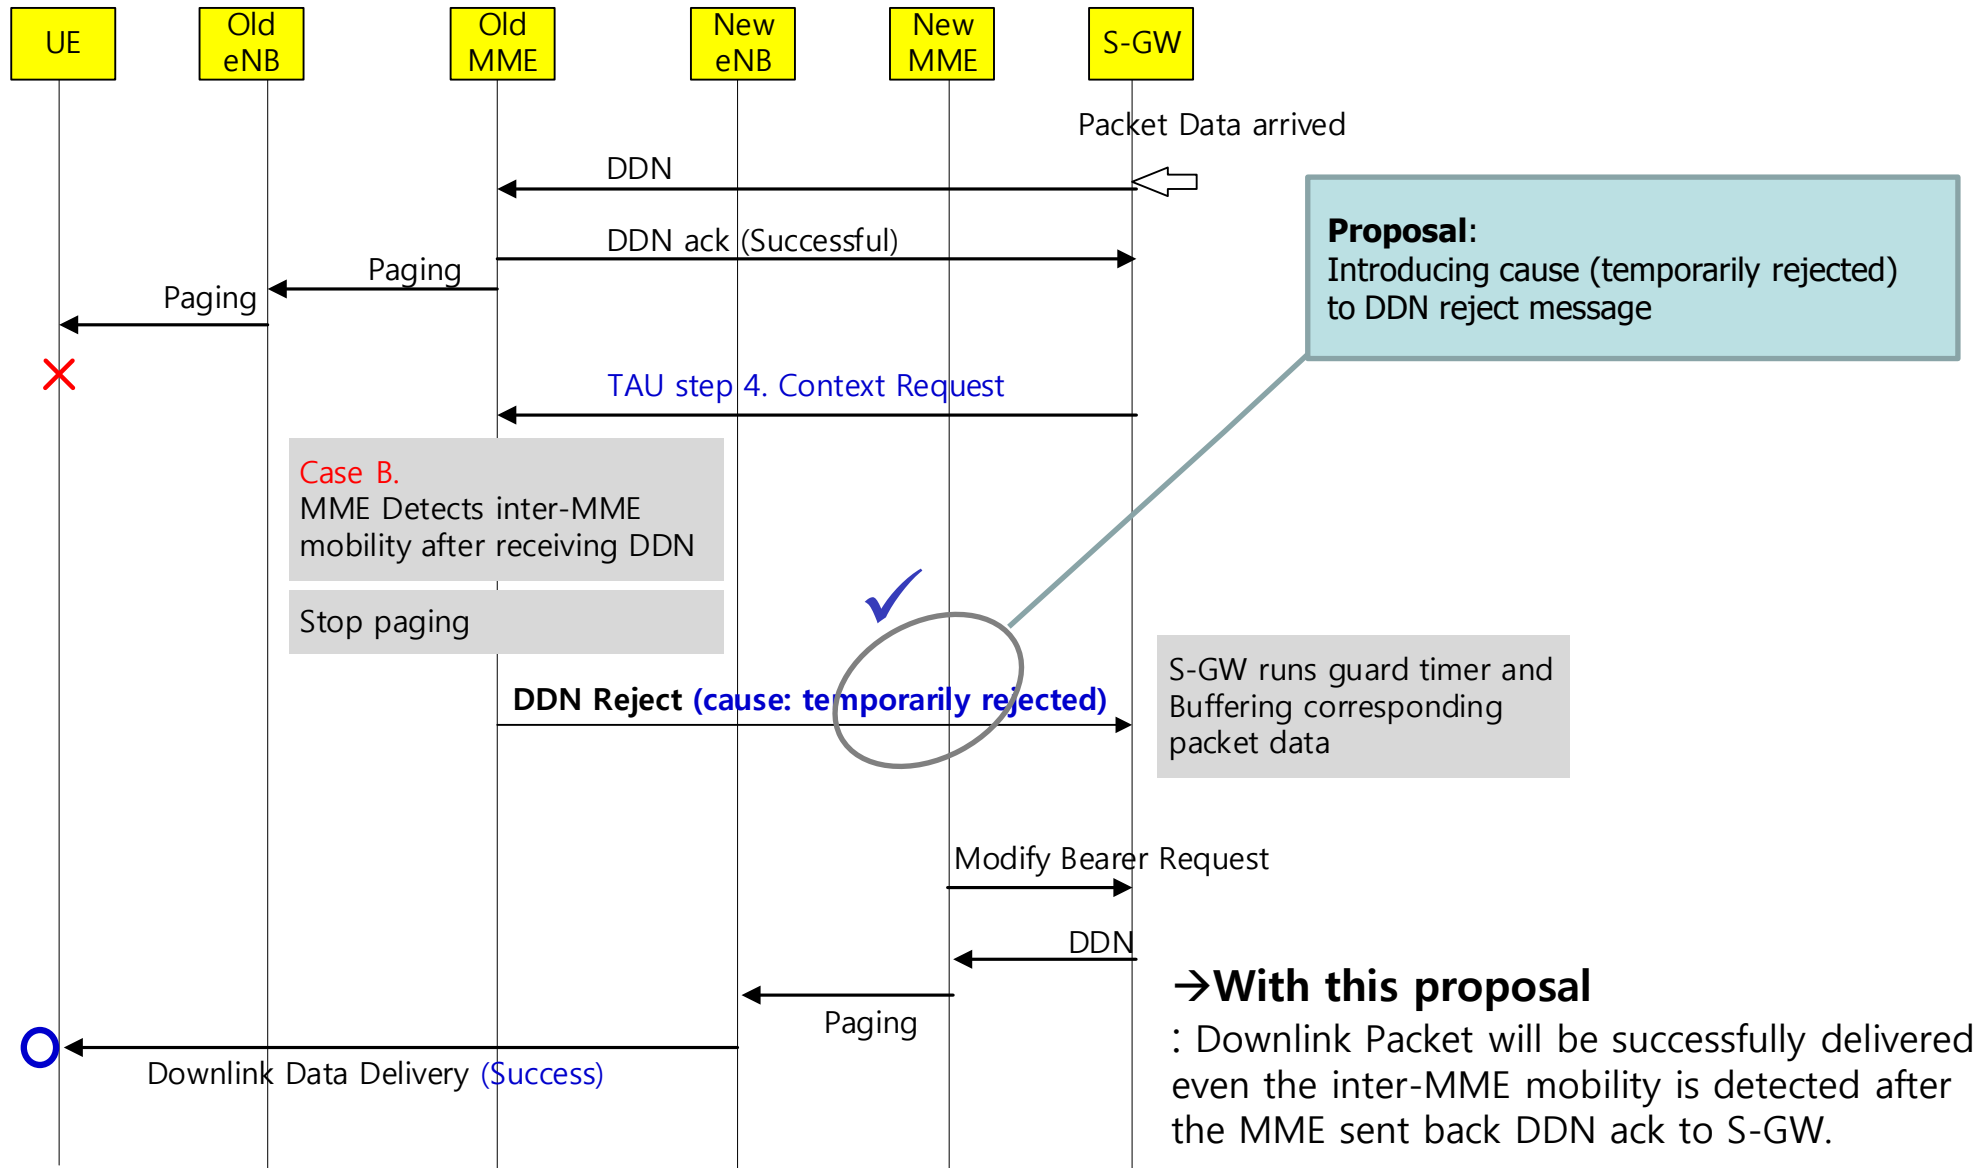 UE
Old
eNB
Old
MME
New
eNB
New
MME
S-GW
Packet Data arrived
DDN
DDN ack (Successful)
Paging
Paging
Proposal:
Introducing cause (temporarily rejected)
to DDN reject message
TAU step 4. Context Request
Case B.
MME Detects inter-MME
mobility after receiving DDN
Stop paging
DDN Reject (cause: temporarily rejected)
S-GW runs guard timer and
Buffering corresponding
packet data
Modify Bearer Request
DDN
Paging
Downlink Data Delivery (Success)
→With this proposal
: Downlink Packet will be successfully delivered
even the inter-MME mobility is detected after
the MME sent back DDN ack to S-GW.